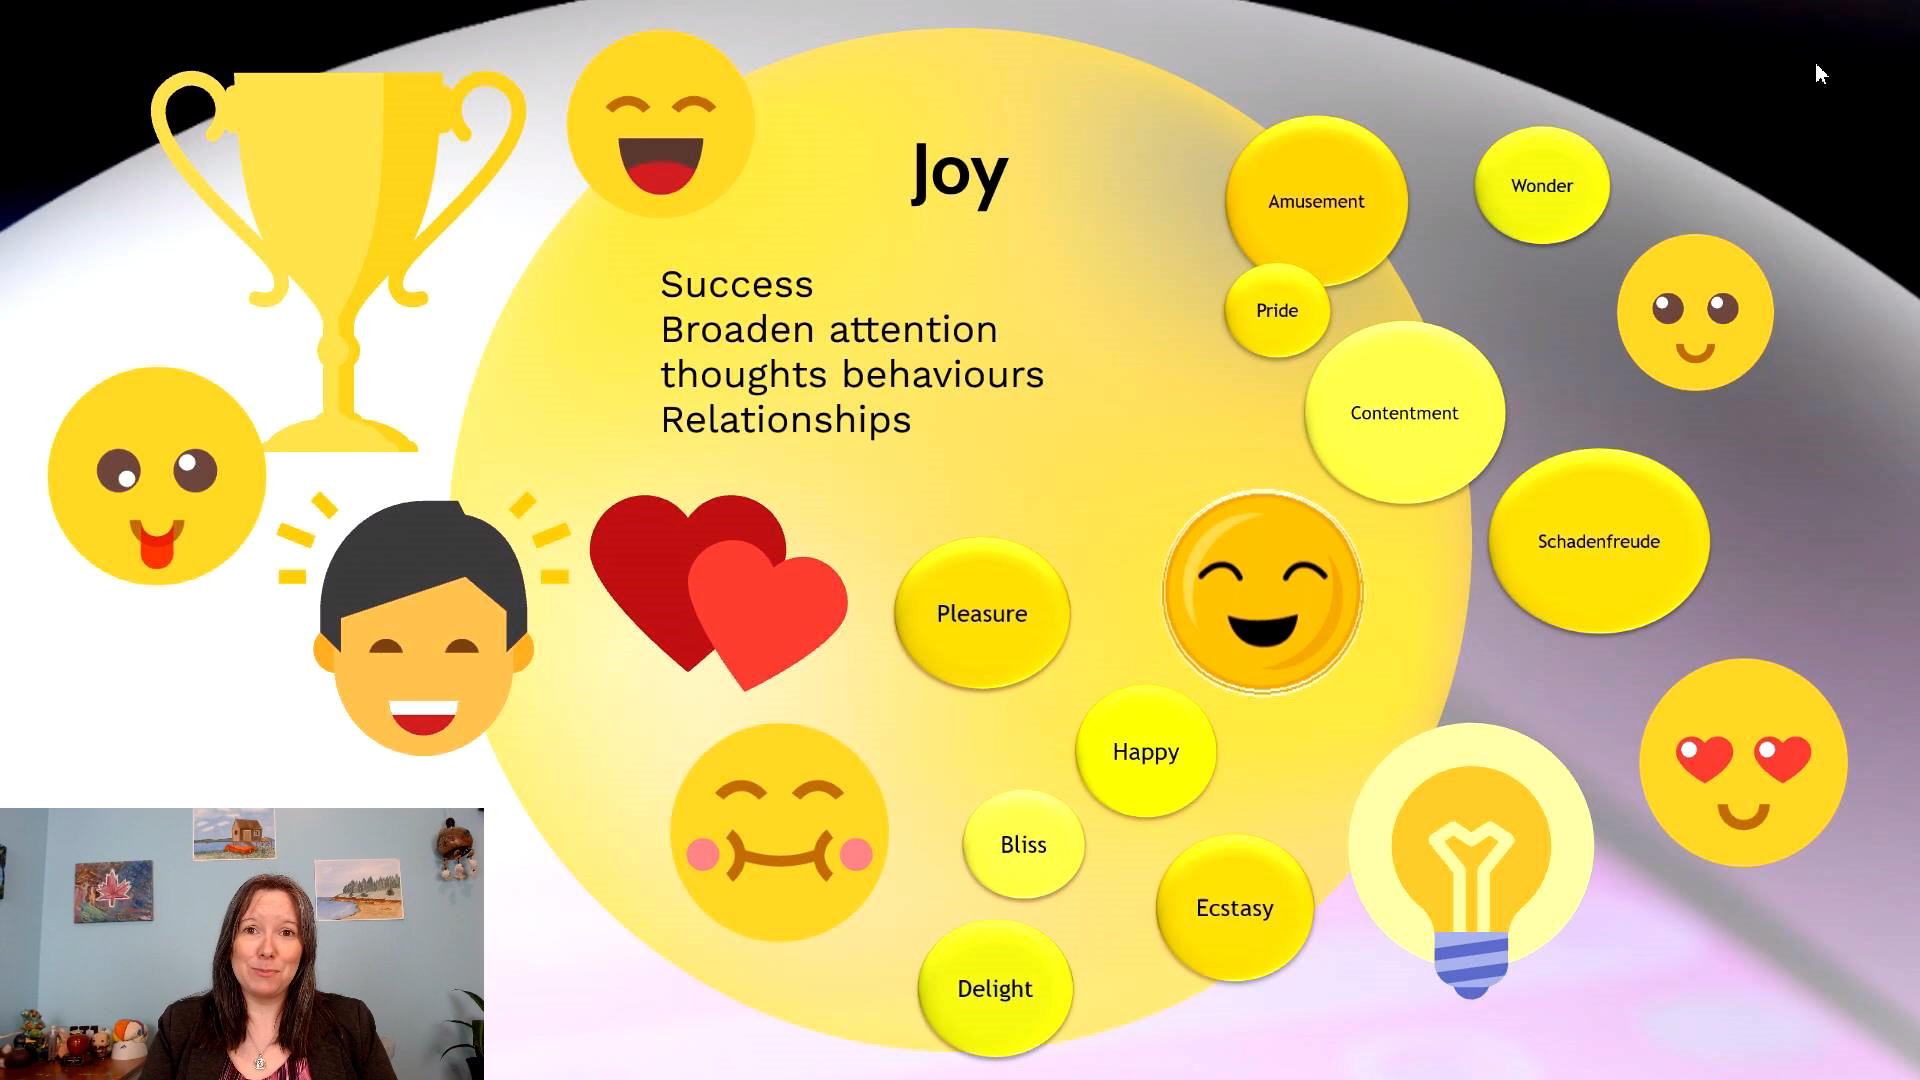 Joy
Success
Broaden attention
thoughts behaviours
Relationships
Amusement
Wonder
Pride
Contentment
Schadenfreude
Pleasure
Happy
Bliss
Ecstasy
Delight